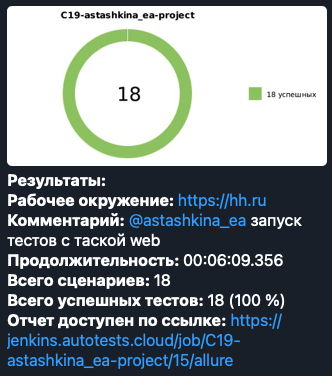 C19-astashkina_ea-project
18
18 успешных
Результаты:
Рабочее окружение: https://hh.ru
Комментарий: @astashkina_ea запуск
тестов с таской web
Продолжительность: 00:06:09.356
Всего сценариев: 18
Всего успешных тестов: 18 (100 %)
Отчет доступен по ссылке: https://
jenkins.autotests.cloud/job/C19-
astashkina_ea-project/15/allure